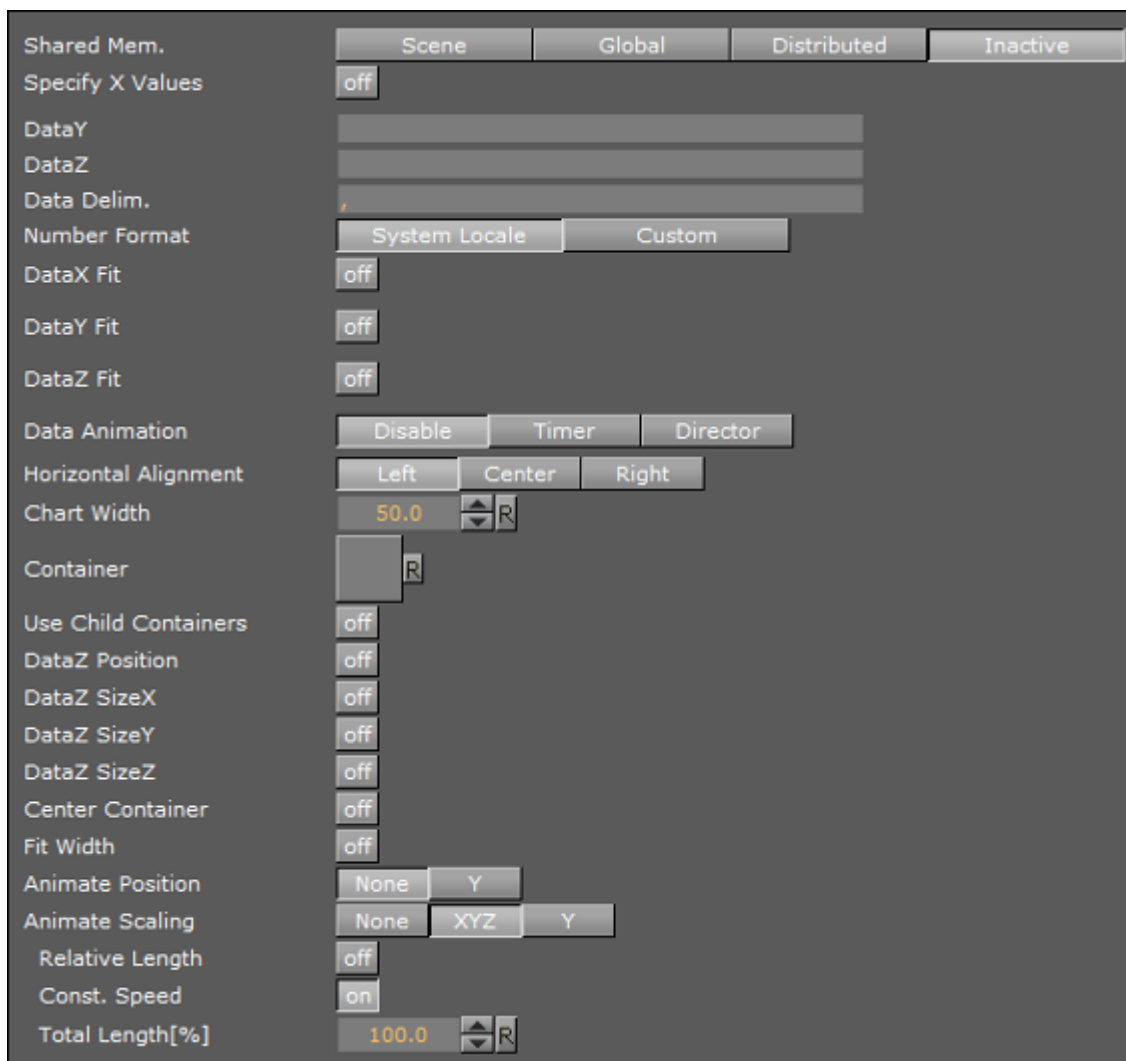 Shared Mem. Scene Global Distributed Inactive
Specify X Values off
DataY
DataZ
Data Delim. ,
Number Format System Locale Custom
DataX Fit off
DataY Fit off
DataZ Fit off
Data Animation Disable Timer Director
Horizontal Alignment Left Center Right
Chart Width 50.0 R
Container R
Use Child Containers off
DataZ Position off
DataZ SizeX off
DataZ SizeY off
DataZ SizeZ off
Center Container off
Fit Width off
Animate Position None Y
Animate Scaling None XYZ Y
Relative Length off
Const. Speed on
Total Length[%] 100.0 R